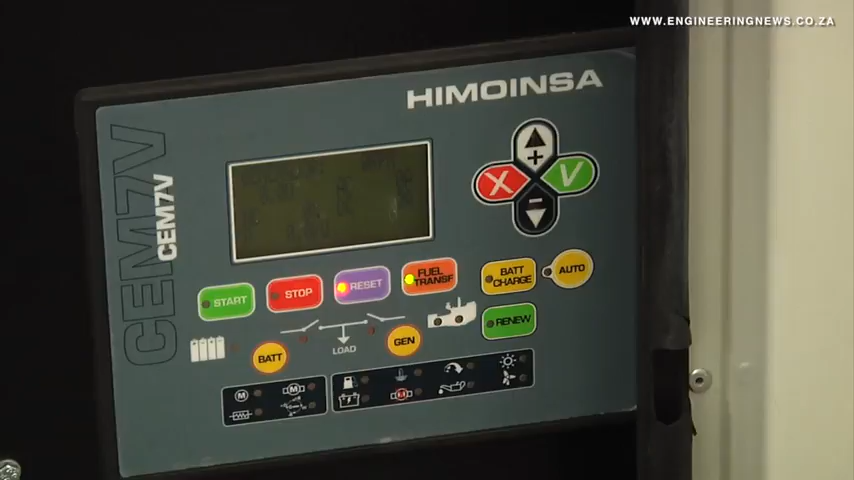 WWW.ENGINEERINGNEWS.CO.ZA
HIMOINSA
CEM7V
CEM7V
+
X
V
-
START
STOP
RESET
FUEL
TRANSF
BATT
CHARGE
AUTO
RENEW
BATT
LOAD
GEN
M
M